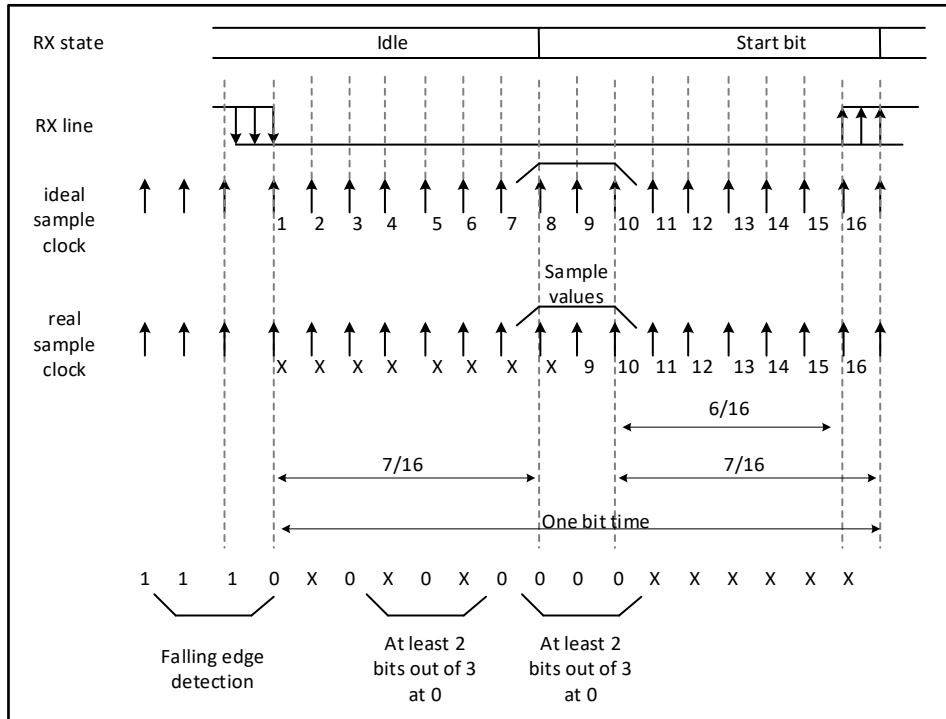 RX state
Idle
Start bit
RX line
ideal
sample
clock
1 2 3 4 5 6 7 8 9 10 11 12 13 14 15 16
Sample
values
real
sample
clock
X X X X X X X X 9 10 11 12 13 14 15 16
6/16
7/16
7/16
One bit time
1 1 1 0 X 0 X 0 X 0 0 0 0 X X X X X X
Falling edge
detection
At least 2
bits out of 3
at 0
At least 2
bits out of 3
at 0